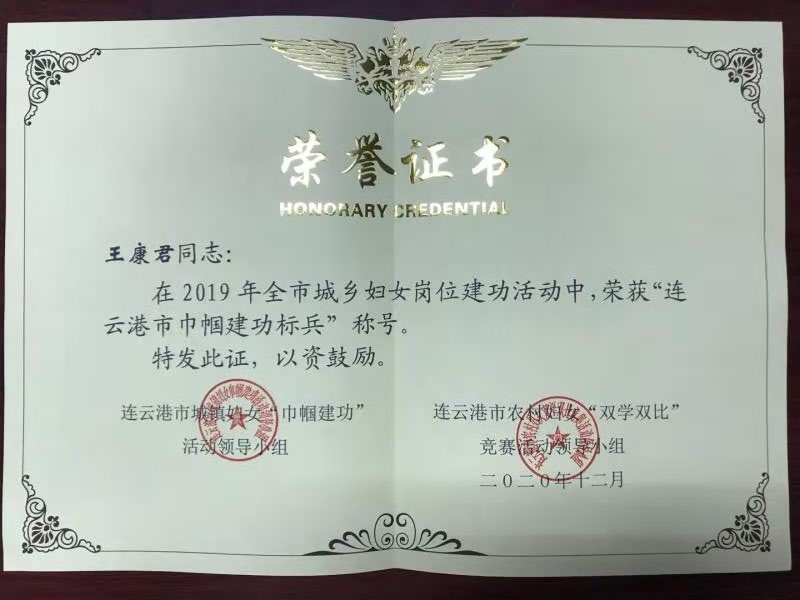 荣誉证书
HONORARY CREDENTIAL
王康君同志：
在2019年全市城乡妇女岗位建功活动中，荣获“连
云港市巾帼建功标兵”称号。
特发此证，以资鼓励。
连云港市城镇妇女“巾帼建功”
活动领导小组
连云港市农村妇女“双学双比”
竞赛活动领导小组
二〇二〇年十二月